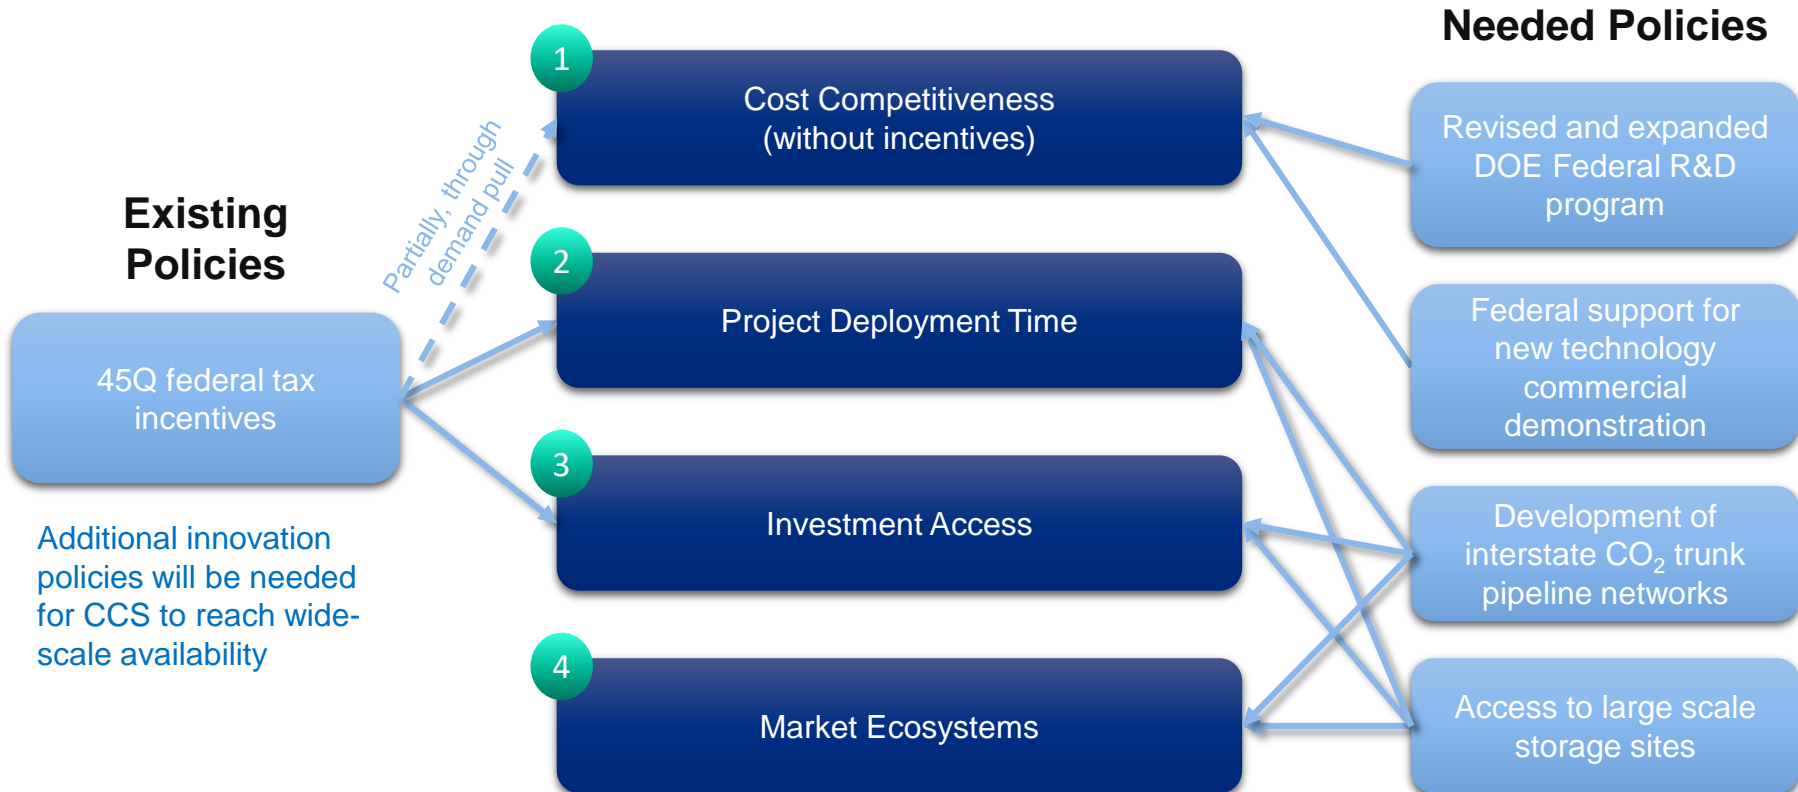 Existing
Policies
45Q federal tax
incentives
Additional innovation
policies will be needed
for CCS to reach wide-
scale availability
Partially, through
demand pull
1
Cost Competitiveness
(without incentives)
2
Project Deployment Time
3
Investment Access
4
Market Ecosystems
Needed Policies
Revised and expanded
DOE Federal R&D
program
Federal support for
new technology
commercial
demonstration
Development of
interstate CO₂ trunk
pipeline networks
Access to large scale
storage sites